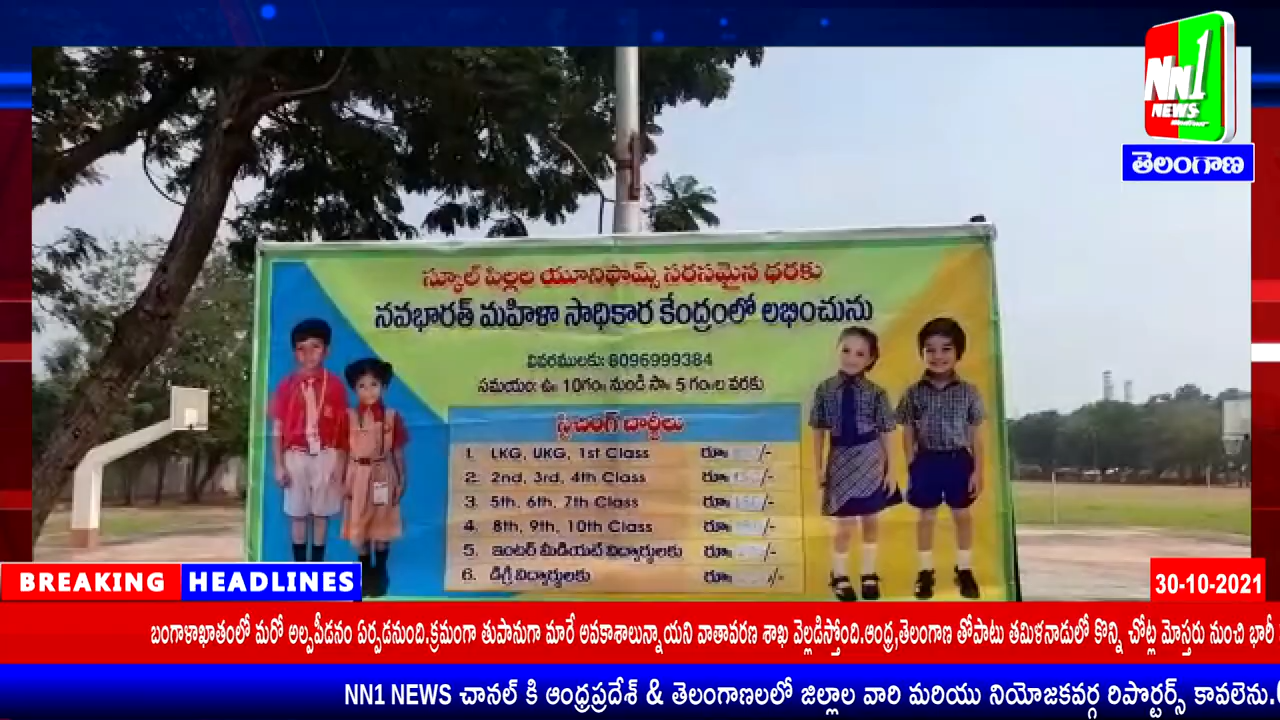 NN1
NEWS
తెలంగాణ
స్కూల్ పిల్లల యూనిఫామ్స్ సరసమైన ధరకు
నవభారత్ మహిళా సాధికార కేంద్రంలో లభించును
వివరములకు: 8096999384
సమయం: ఉ॥ 10గం॥ నుండి సా॥ 5 గం॥ల వరకు
స్టిచింగ్ చార్జీలు
1. LKG, UKG, 1st Class రూ॥ /-
2. 2nd, 3rd, 4th Class రూ॥ /-
3. 5th, 6th, 7th Class రూ॥ /-
4. 8th, 9th, 10th Class రూ॥ /-
5. ఇంటర్ మీడియట్ విద్యార్థులకు రూ॥ /-
6. డిగ్రీ విద్యార్థులకు రూ॥ /-
BREAKING HEADLINES
30-10-2021
బంగాళాఖాతంలో మరో అల్పపీడనం ఏర్పడనుంది.క్రమంగా తుపానుగా మారే అవకాశాలున్నాయని వాతావరణ శాఖ వెల్లడిస్తోంది.ఆంధ్ర,తెలంగాణ తోపాటు తమిళనాడులో కొన్ని చోట్ల మోస్తరు నుంచి భారీ
NN1 NEWS చానల్ కి ఆంధ్రప్రదేశ్ & తెలంగాణలలో జిల్లాల వారి మరియు నియోజకవర్గ రిపొర్టర్స్ కావలెను.